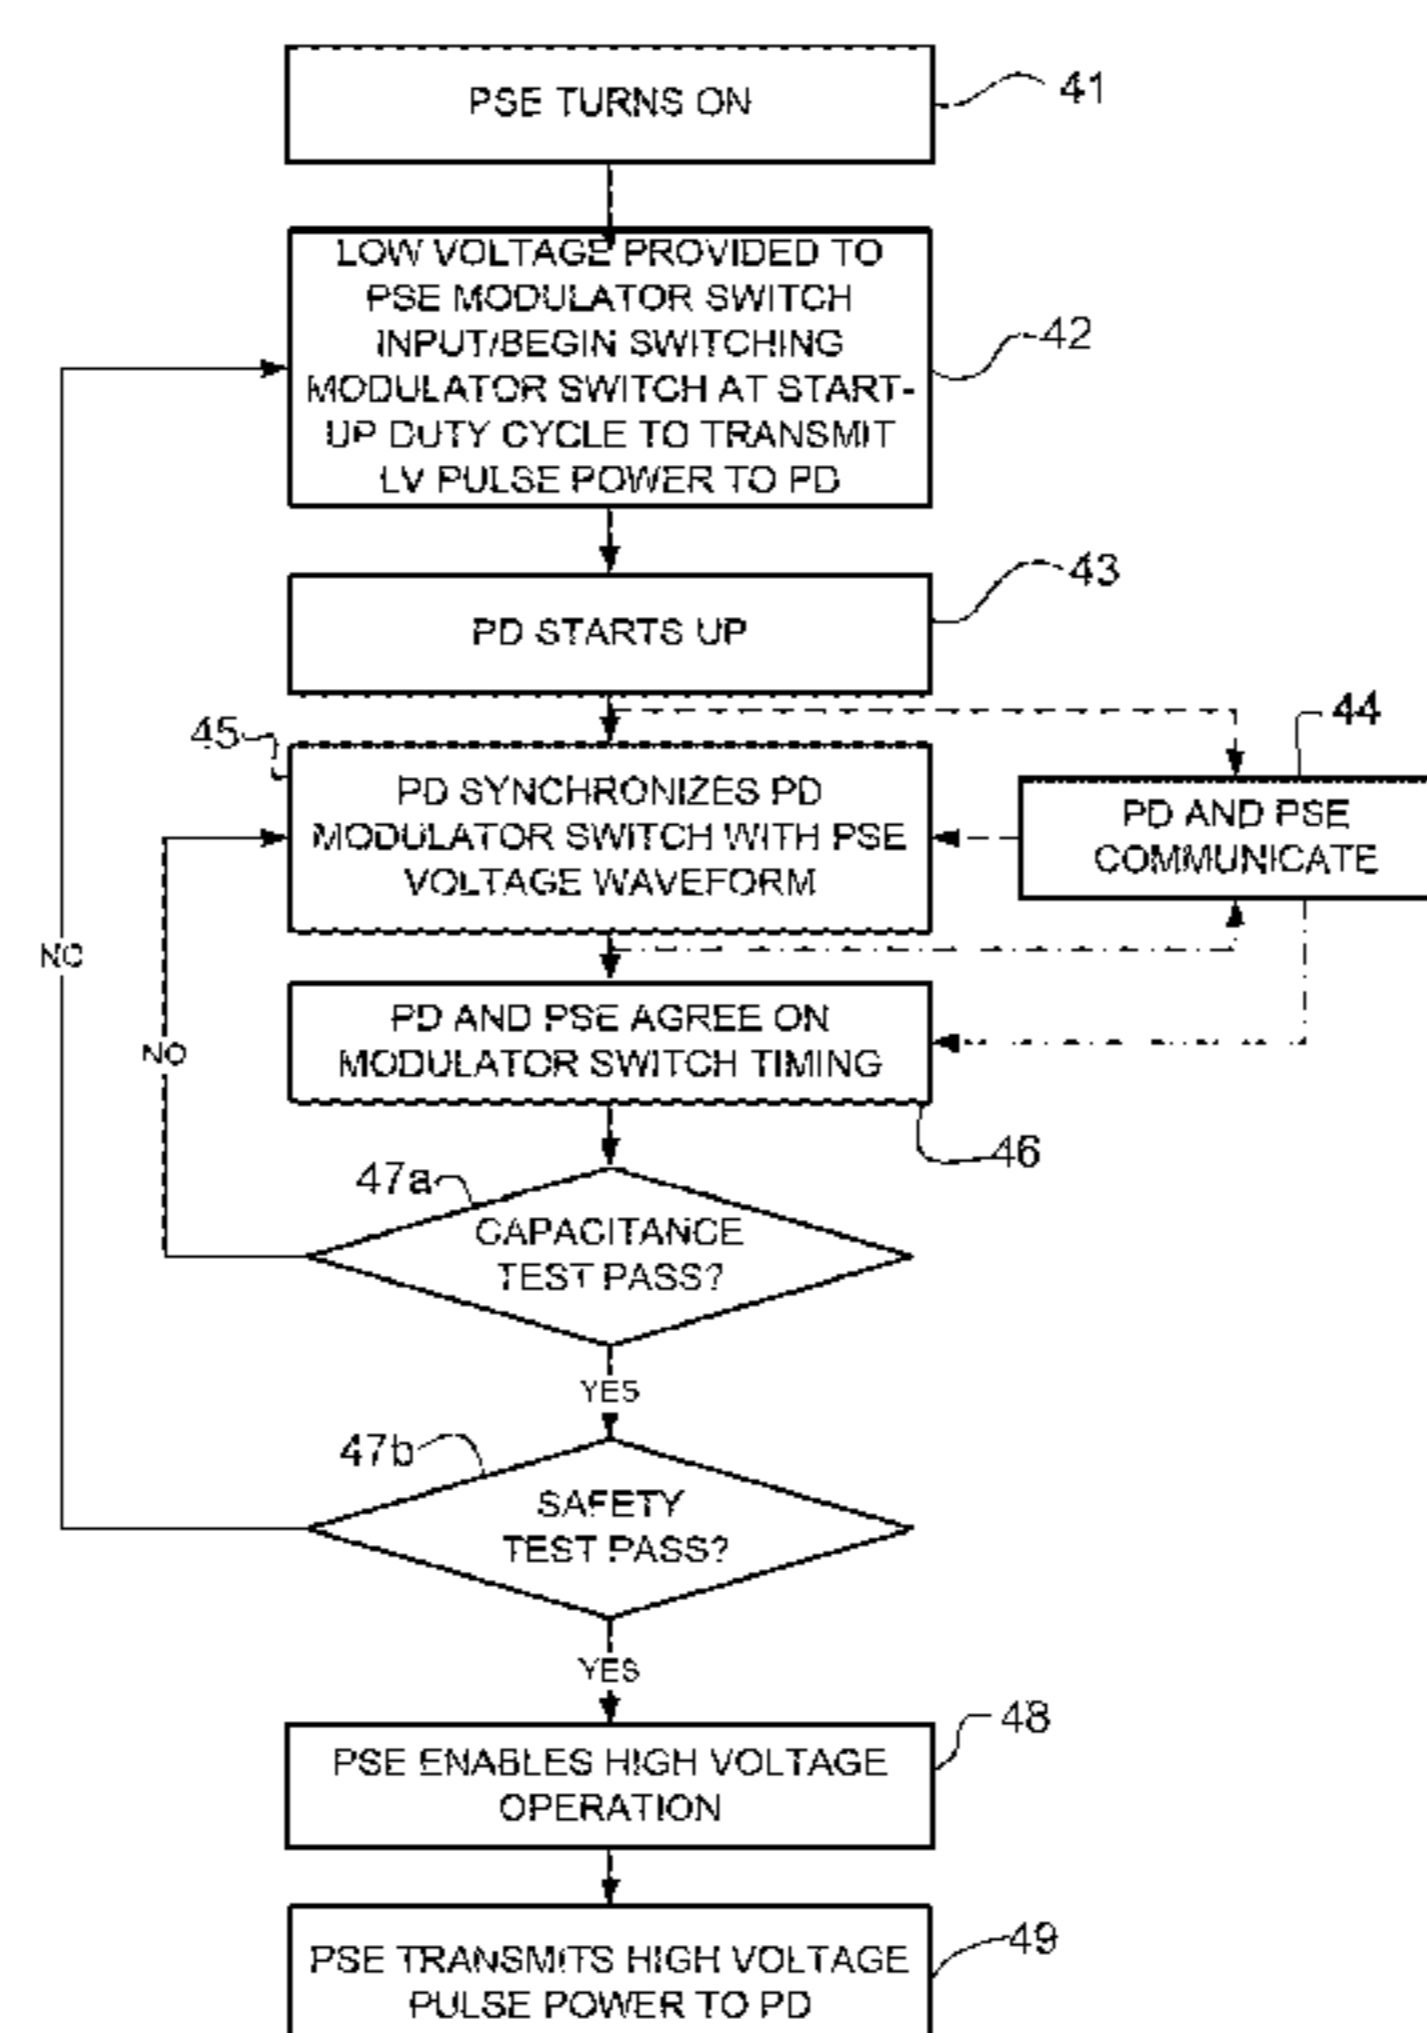 PSE TURNS ON
41
LOW VOLTAGE PROVIDED TO
PSE MODULATOR SWITCH
INPUT/BEGIN SWITCHING
MODULATOR SWITCH AT START-
UP DUTY CYCLE TO TRANSMIT
LV PULSE POWER TO PD
42
PD STARTS UP
43
45
PD SYNCHRONIZES PD
MODULATOR SWITCH WITH PSE
VOLTAGE WAVEFORM
44
PD AND PSE
COMMUNICATE
NO
NO
PD AND PSE AGREE ON
MODULATOR SWITCH TIMING
46
47a
CAPACITANCE
TEST PASS?
YES
47b
SAFETY
TEST PASS?
YES
PSE ENABLES HIGH VOLTAGE
OPERATION
48
PSE TRANSMITS HIGH VOLTAGE
PULSE POWER TO PD
49